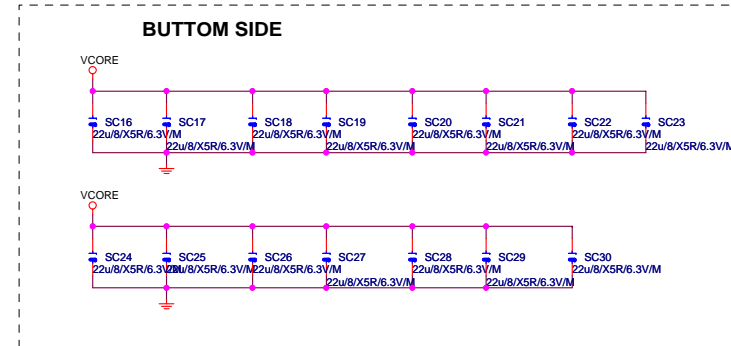 BUTTOM SIDE
VCORE
SC16 SC17 SC18 SC19 SC20 SC21 SC22 SC23
22u/8/X5R/6.3V/M 22u/8/X5R/6.3V/M 22u/8/X5R/6.3V/M 22u/8/X5R/6.3V/M
22u/8/X5R/6.3V/M 22u/8/X5R/6.3V/M 22u/8/X5R/6.3V/M 22u/8/X5R/6.3V/M
VCORE
SC24 SC25 SC26 SC27 SC28 SC29 SC30
22u/8/X5R/6.3V/M 22u/8/X5R/6.3V/M 22u/8/X5R/6.3V/M 22u/8/X5R/6.3V/M 22u/8/X5R/6.3V/M
22u/8/X5R/6.3V/M 22u/8/X5R/6.3V/M